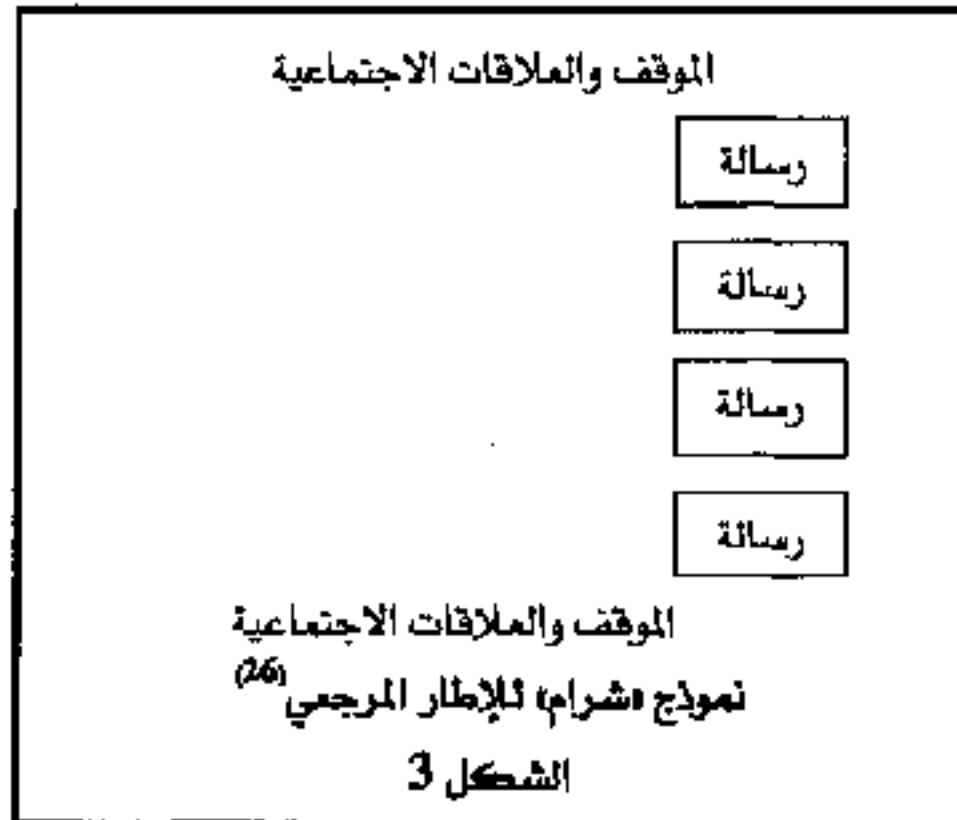 الموقف والعلاقات الاجتماعية
رسالة
رسالة
رسالة
رسالة
الموقف والعلاقات الاجتماعية
نموذج «شرام» للإطار المرجعي(26)
الشكل 3